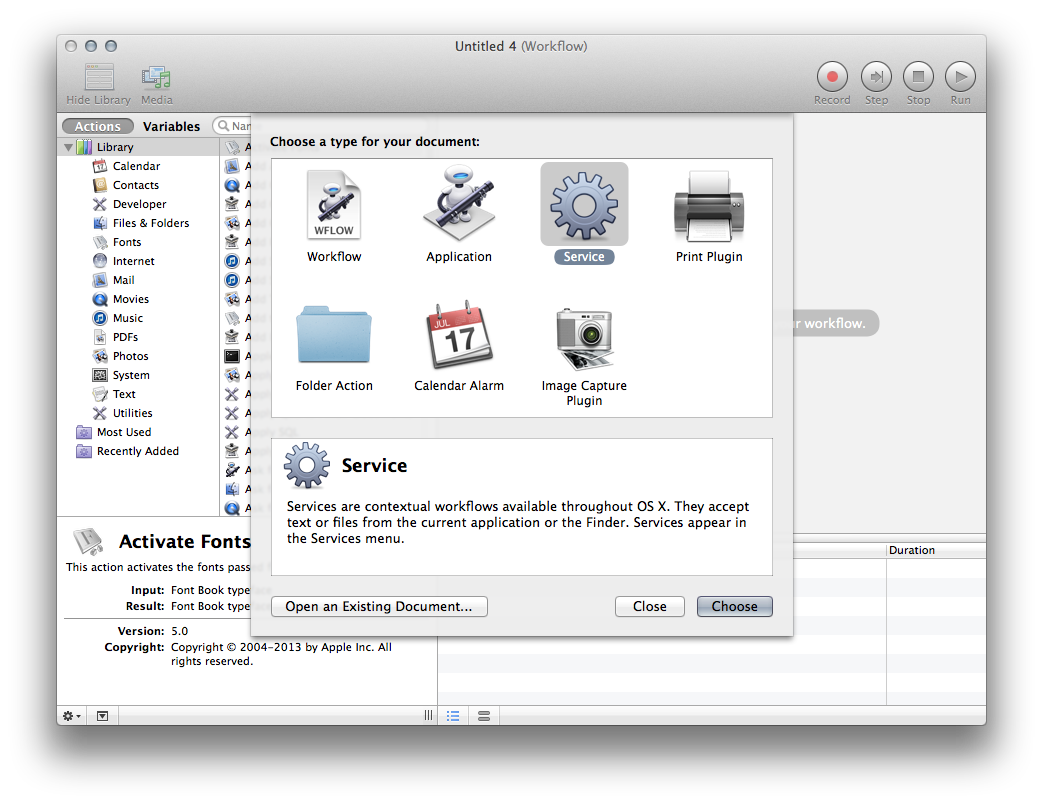 Untitled 4 (Workflow)
Hide Library
Media
Record
Step
Stop
Run
Actions
Variables
Library
Calendar
Contacts
Developer
Files & Folders
Fonts
Internet
Mail
Movies
Music
PDFs
Photos
System
Text
Utilities
Most Used
Recently Added
Choose a type for your document:
WFLOW
Workflow
Application
Service
Print Plugin
Folder Action
JUL
17
Calendar Alarm
Image Capture
Plugin
workflow.
Service
Services are contextual workflows available throughout OS X. They accept
text or files from the current application or the Finder. Services appear in
the Services menu.
Open an Existing Document...
Close
Choose
Duration
Activate Fonts
This action activates the fonts passed
Input: Font Book type
Result: Font Book type
Version: 5.0
Copyright: Copyright © 2004-2013 by Apple Inc. All
rights reserved.